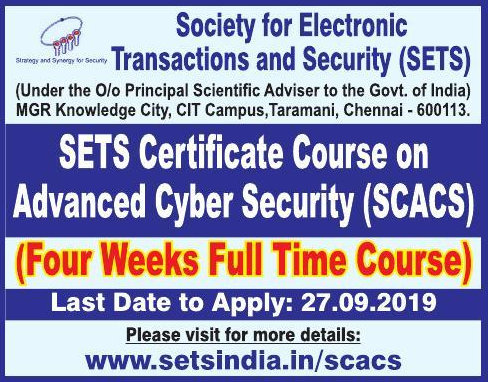 Society for Electronic
Transactions and Security (SETS)
Strategy and Synergy for Security
(Under the O/o Principal Scientific Adviser to the Govt. of India)
MGR Knowledge City, CIT Campus,Taramani, Chennai - 600113.
SETS Certificate Course on
Advanced Cyber Security (SCACS)
(Four Weeks Full Time Course)
Last Date to Apply: 27.09.2019
Please visit for more details:
www.setsindia.in/scacs